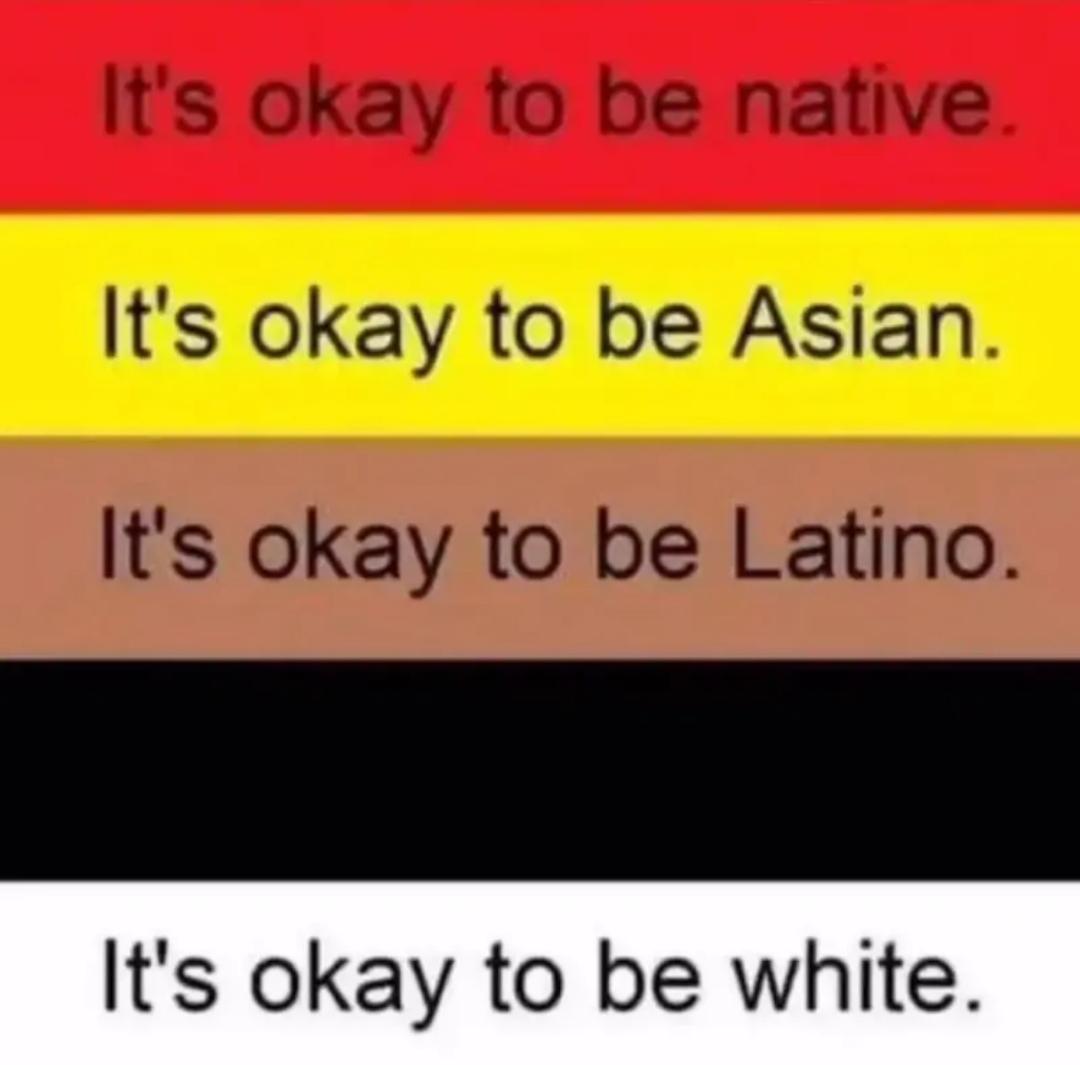 It's okay to be native.
It's okay to be Asian.
It's okay to be Latino.
It's okay to be white.